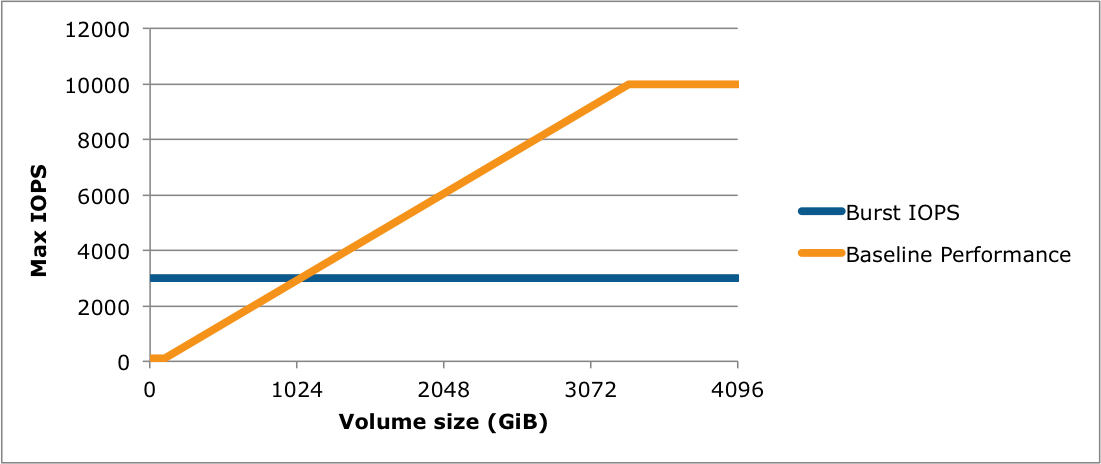 12000
10000
8000
6000
4000
2000
0
Max IOPS
0 1024 2048 3072 4096
Volume size (GiB)
Burst IOPS
Baseline Performance